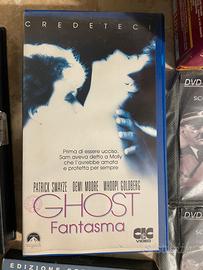 CREDETECI
Prima di essere ucciso,
Sam aveva detto a Molly
che l'avrebbe amata
e protetta per sempre
PATRICK SWAYZE DEMI MOORE WHOOPI GOLDBERG
GHOST
Fantasma
CIC
VIDEO
DVD
DVD
EDIZIONE